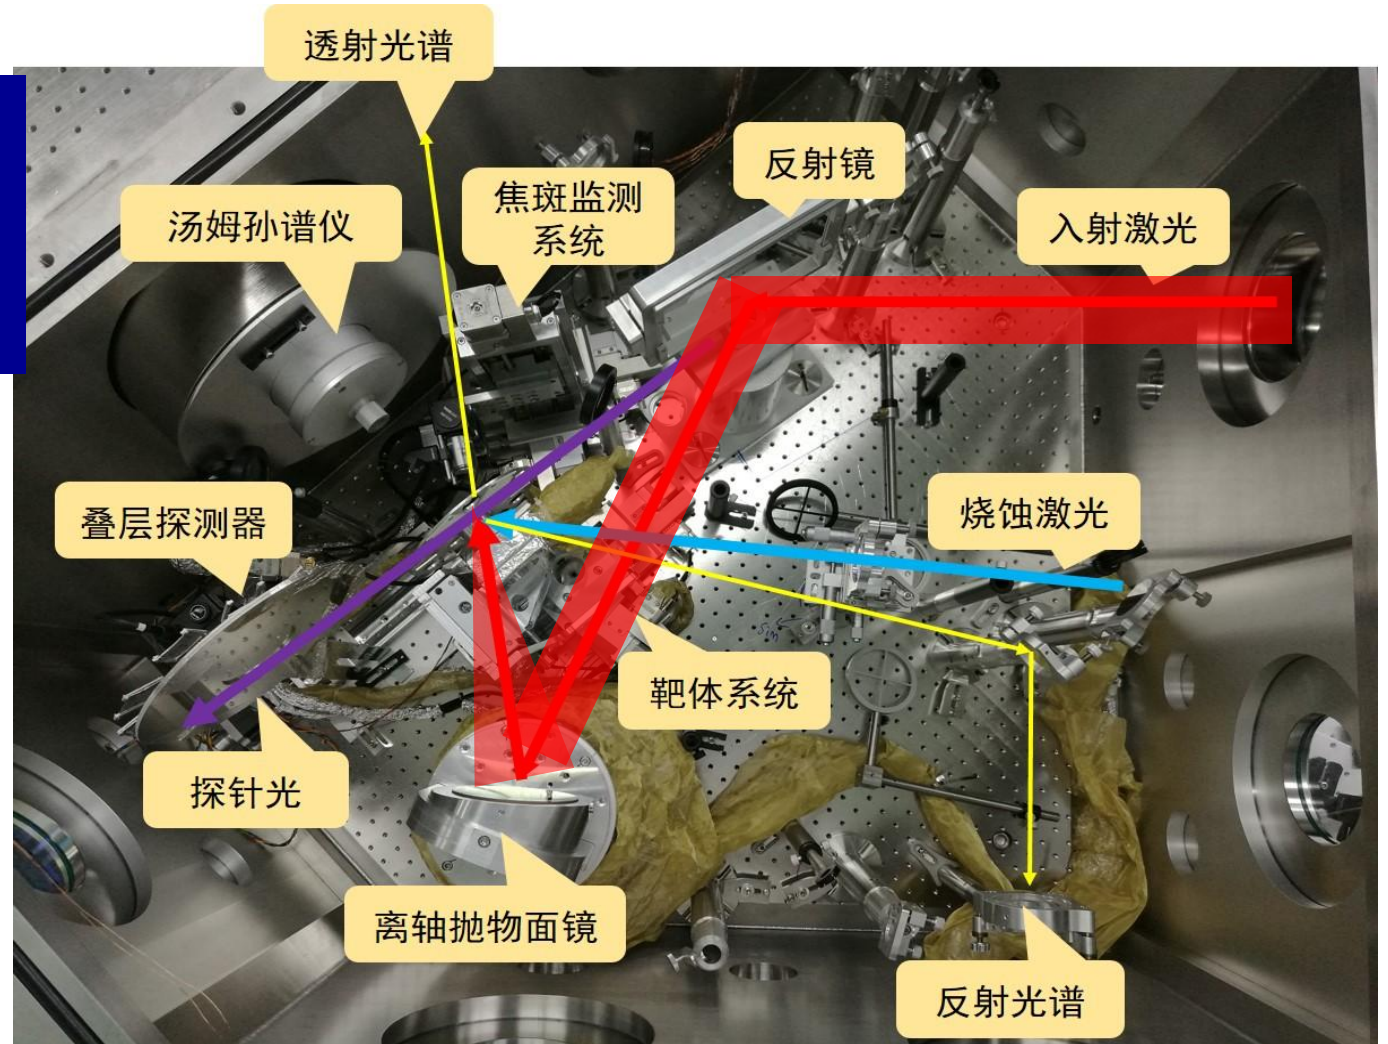 透射光谱
反射镜
焦斑监测
系统
汤姆孙谱仪
入射激光
叠层探测器
烧蚀激光
靶体系统
探针光
离轴抛物面镜
反射光谱